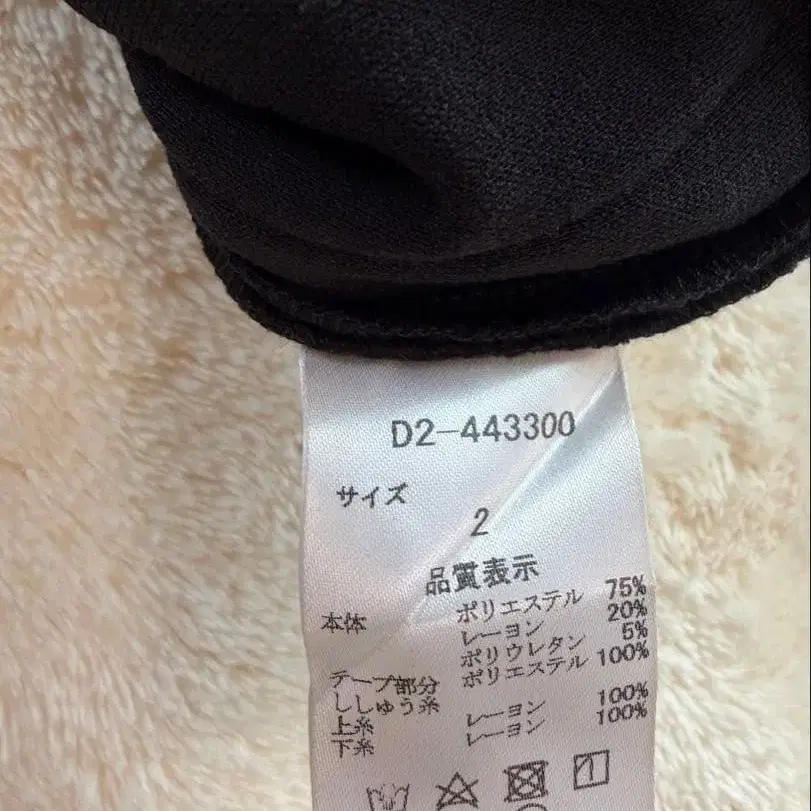 D2-443300
サイズ
2
品質表示
本体 ポリエステル 75%
レーヨン 20%
ポリウレタン 5%
テープ部分 ポリエステル 100%
ししゅう糸
上糸 レーヨン 100%
下糸 レーヨン 100%